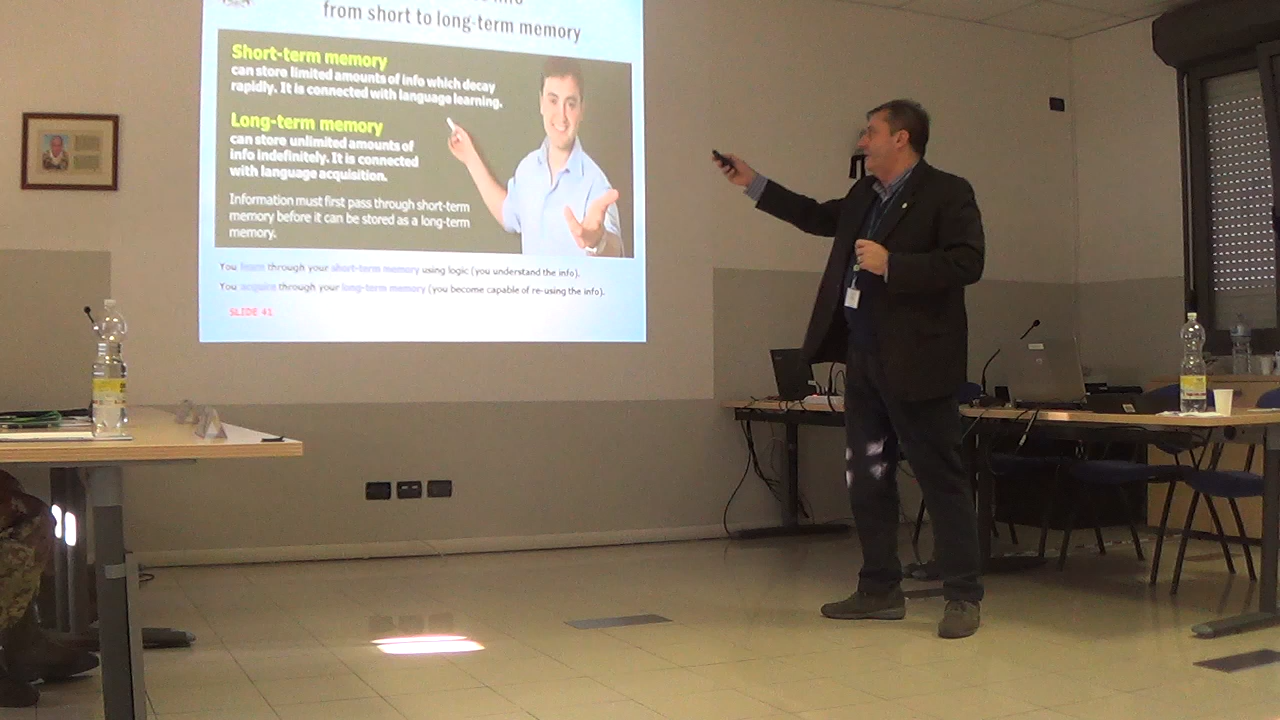 from short to long-term memory
Short-term memory
can store limited amounts of info which decay
rapidly. It is connected with language learning.
Long-term memory
can store unlimited amounts of
info indefinitely. It is connected
with language acquisition.
Information must first pass through short-term
memory before it can be stored as a long-term
memory.
You learn through your short-term memory using logic (you understand the info).
You acquire through your long-term memory (you become capable of re-using the info).
SLIDE 41